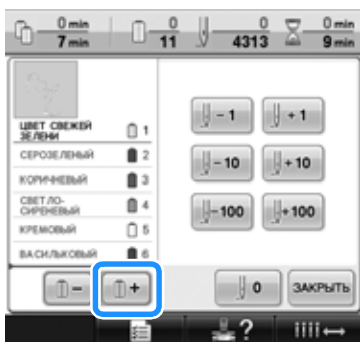 0 min 0 0 0 min
7 min 11 4313 9 min
ЦВЕТ СВЕЖЕЙ
ЗЕЛЕНИ 1
СЕРОЗЕЛЕНЫЙ 2
КОРИЧНЕВЫЙ 3
СВЕТЛО-
СИРЕНЕВЫЙ 4
КРЕМОВЫЙ 5
ВАСИЛЬКОВЫЙ 6
- 1 + 1
- 10 + 10
- 100 + 100
- + 0 ЗАКРЫТЬ
?